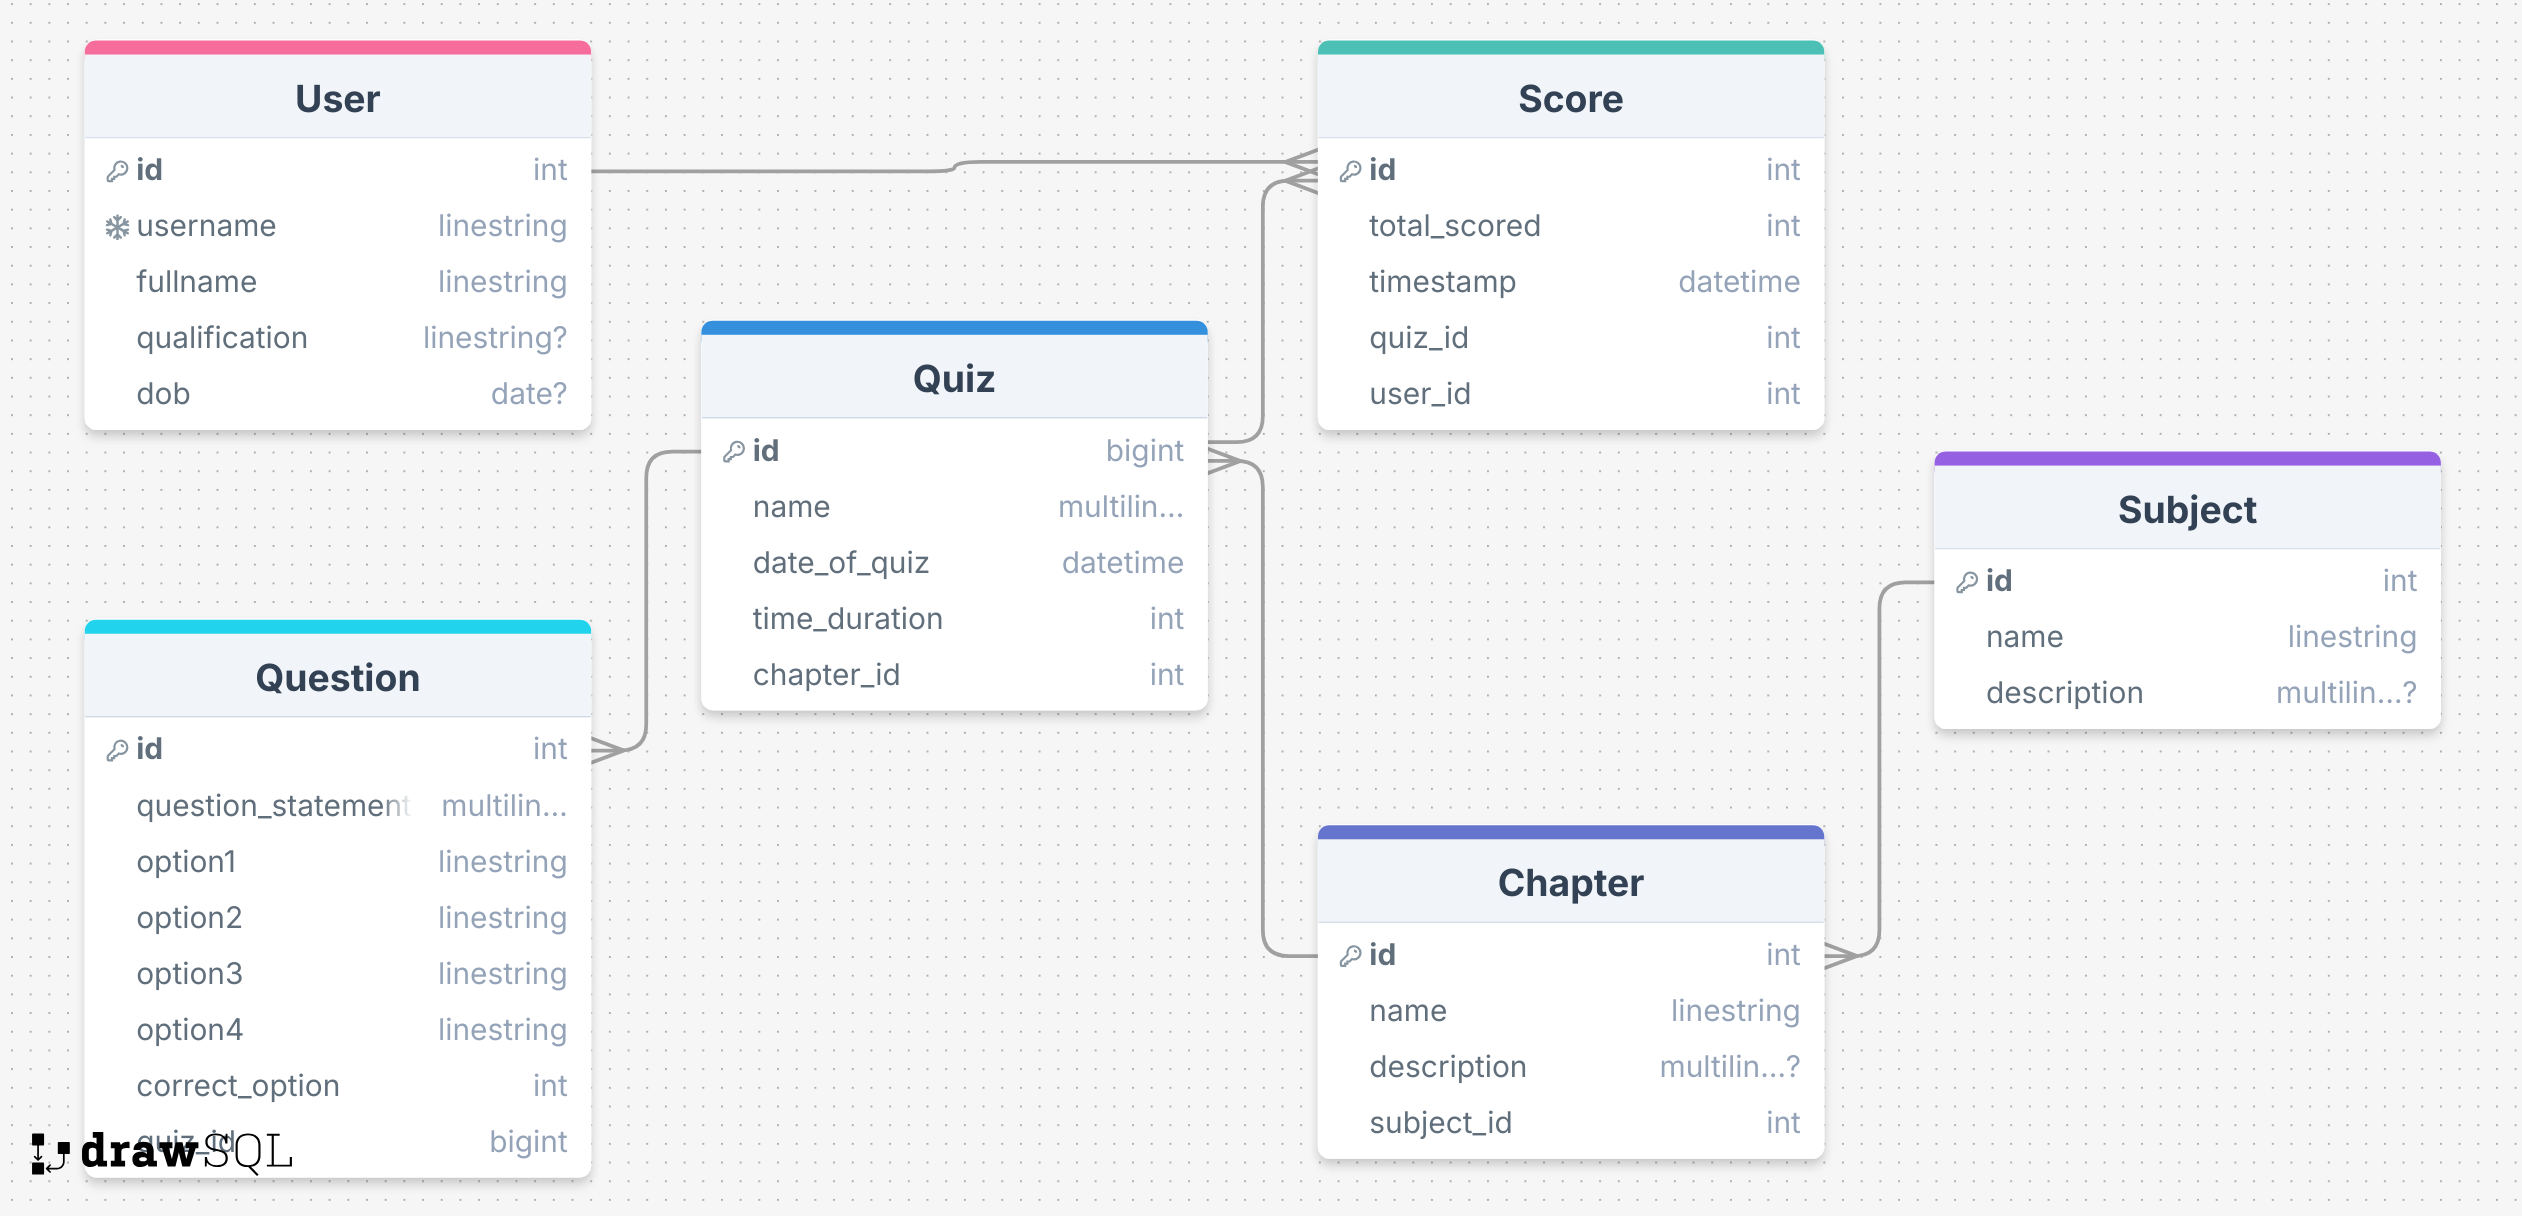 User
id int
username linestring
fullname linestring
qualification linestring?
dob date?
Score
id int
total_scored int
timestamp datetime
quiz_id int
user_id int
Quiz
id bigint
name multilin...
date_of_quiz datetime
time_duration int
chapter_id int
Subject
id int
name linestring
description multilin...?
Question
id int
question_statement multilin...
option1 linestring
option2 linestring
option3 linestring
option4 linestring
correct_option int
quiz_id bigint
Chapter
id int
name linestring
description multilin...?
subject_id int
drawSQL